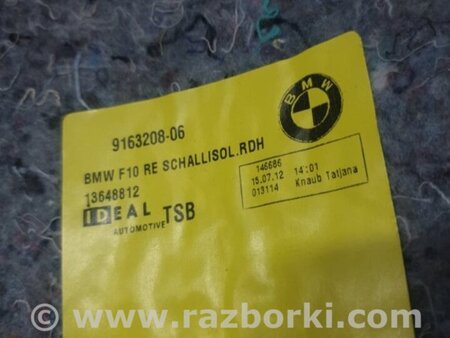 9163208-06
BMW
BMW F10 RE SCHALLISOL.RDH
13648812
IDEAL TSB
AUTOMOTIVE
146686
15.07.12 14:01
013114 Knaub Tatjana
© www.razborki.com